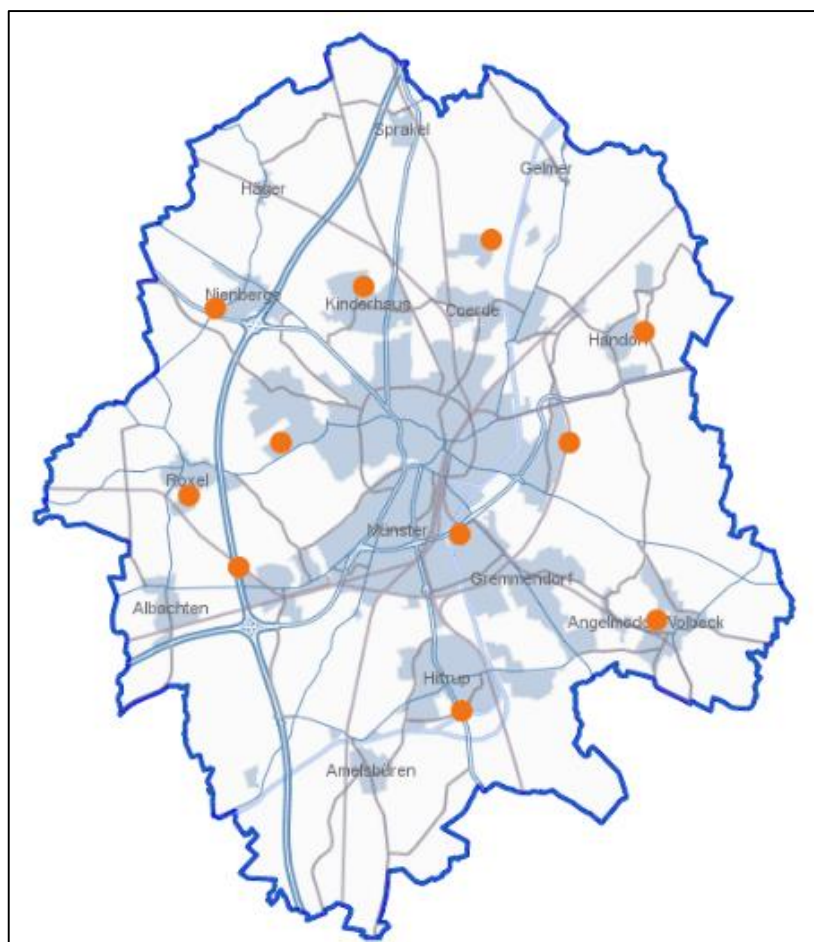 Sprakel
Gelmer
Häger
Nienberge
Kinderhaus
Coerde
Handorf
Roxel
Münster
Gremmendorf
Albachten
Angelmodde
Wolbeck
Hiltrup
Amelsbüren